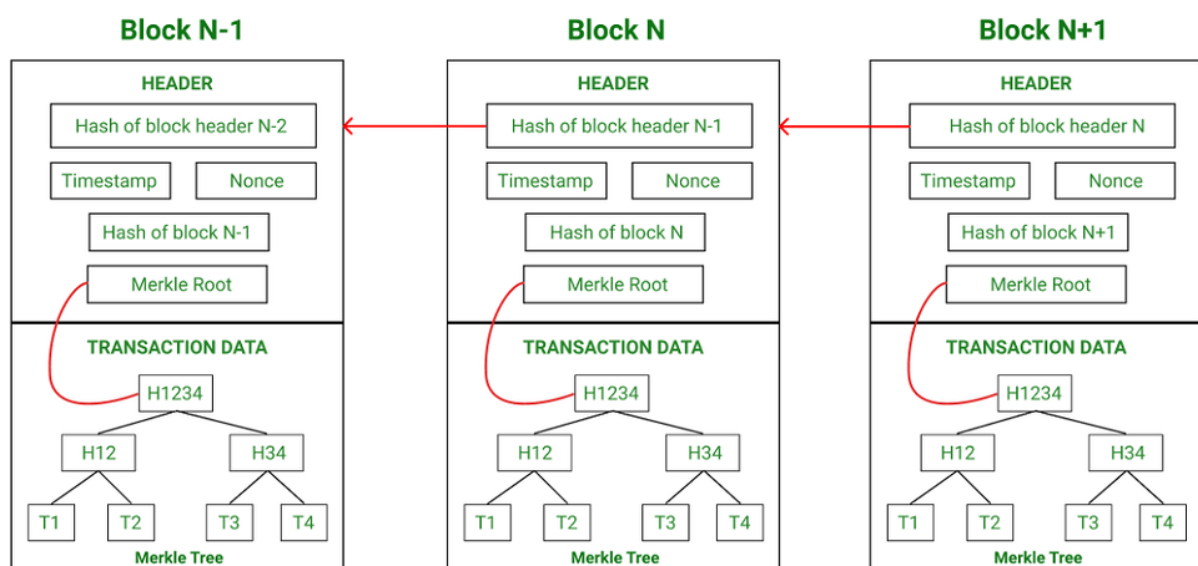 Block N-1
HEADER
Hash of block header N-2
Timestamp
Nonce
Hash of block N-1
Merkle Root
TRANSACTION DATA
H1234
H12
H34
T1
T2
T3
T4
Merkle Tree
Block N
HEADER
Hash of block header N-1
Timestamp
Nonce
Hash of block N
Merkle Root
TRANSACTION DATA
H1234
H12
H34
T1
T2
T3
T4
Merkle Tree
Block N+1
HEADER
Hash of block header N
Timestamp
Nonce
Hash of block N+1
Merkle Root
TRANSACTION DATA
H1234
H12
H34
T1
T2
T3
T4
Merkle Tree